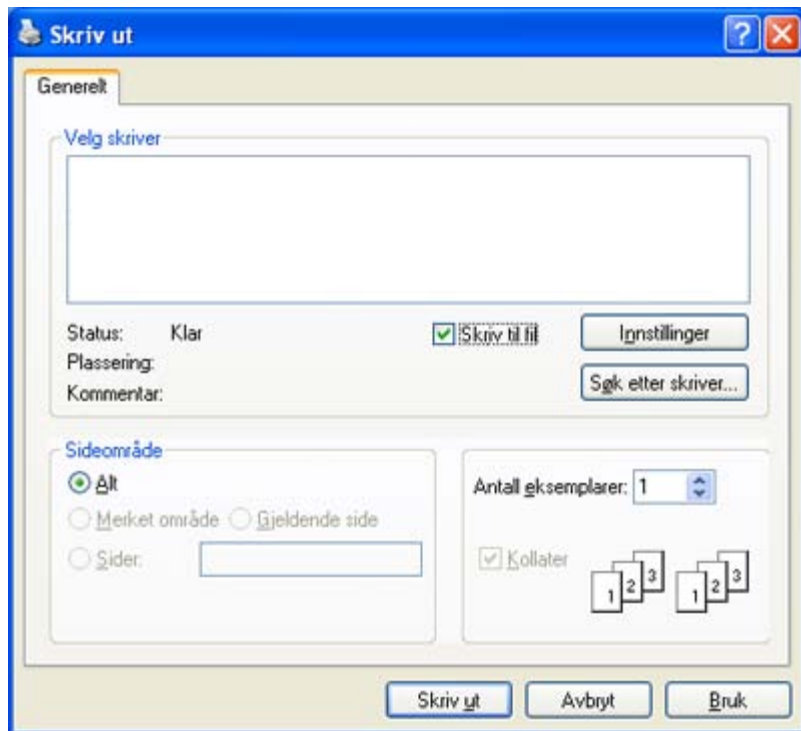 Skriv ut
Generelt
Velg skriver
Status: Klar
Skriv til fil
Innstillinger
Plassering:
Søk etter skriver...
Kommentar:
Sideområde
Alt
Merket område Gjeldende side
Sider:
Antall eksemplarer: 1
Kollater
1 2 3 1 2 3
Skriv ut Avbryt Bruk